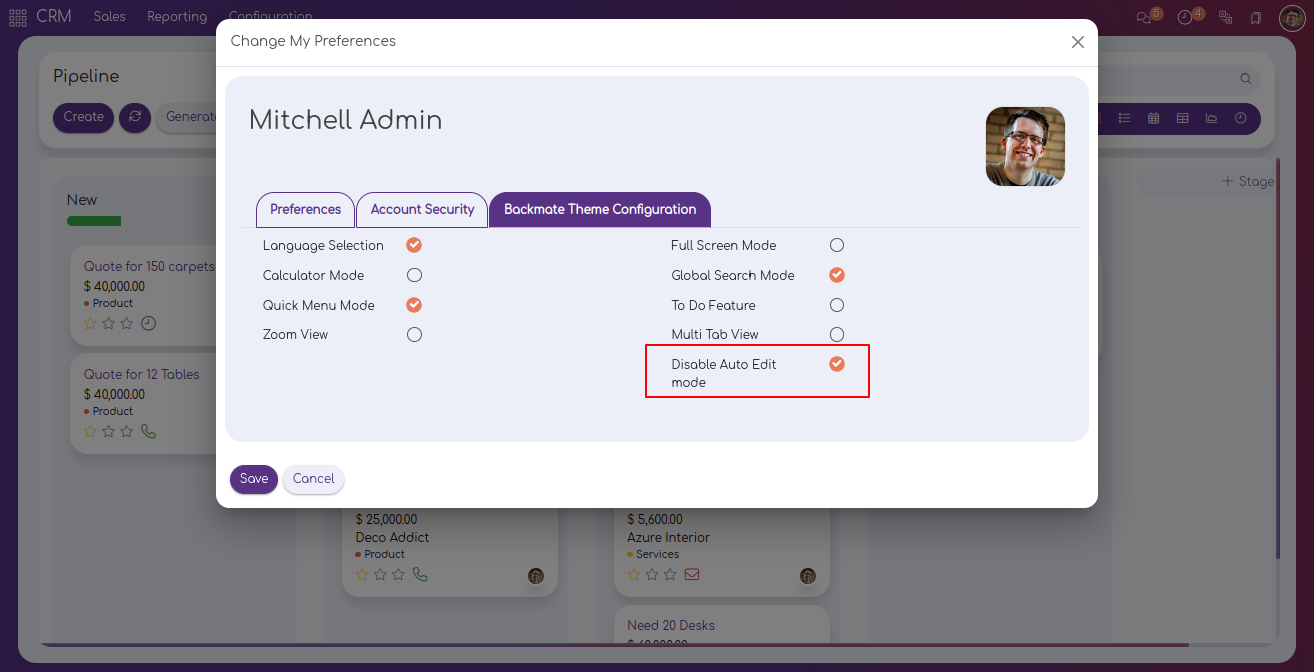 CRM Sales Reporting Configuration
5 4
Change My Preferences
Pipeline
Create
Mitchell Admin
Preferences Account Security Backmate Theme Configuration
Language Selection
Calculator Mode
Quick Menu Mode
Zoom View
Full Screen Mode
Global Search Mode
To Do Feature
Multi Tab View
Disable Auto Edit
mode
Save Cancel
+ Stage
New
Quote for 150 carpets
$ 40,000.00
Product
Quote for 12 Tables
$ 40,000.00
Product
$ 25,000.00
Deco Addict
Product
$ 5,600.00
Azure Interior
Services
Need 20 Desks